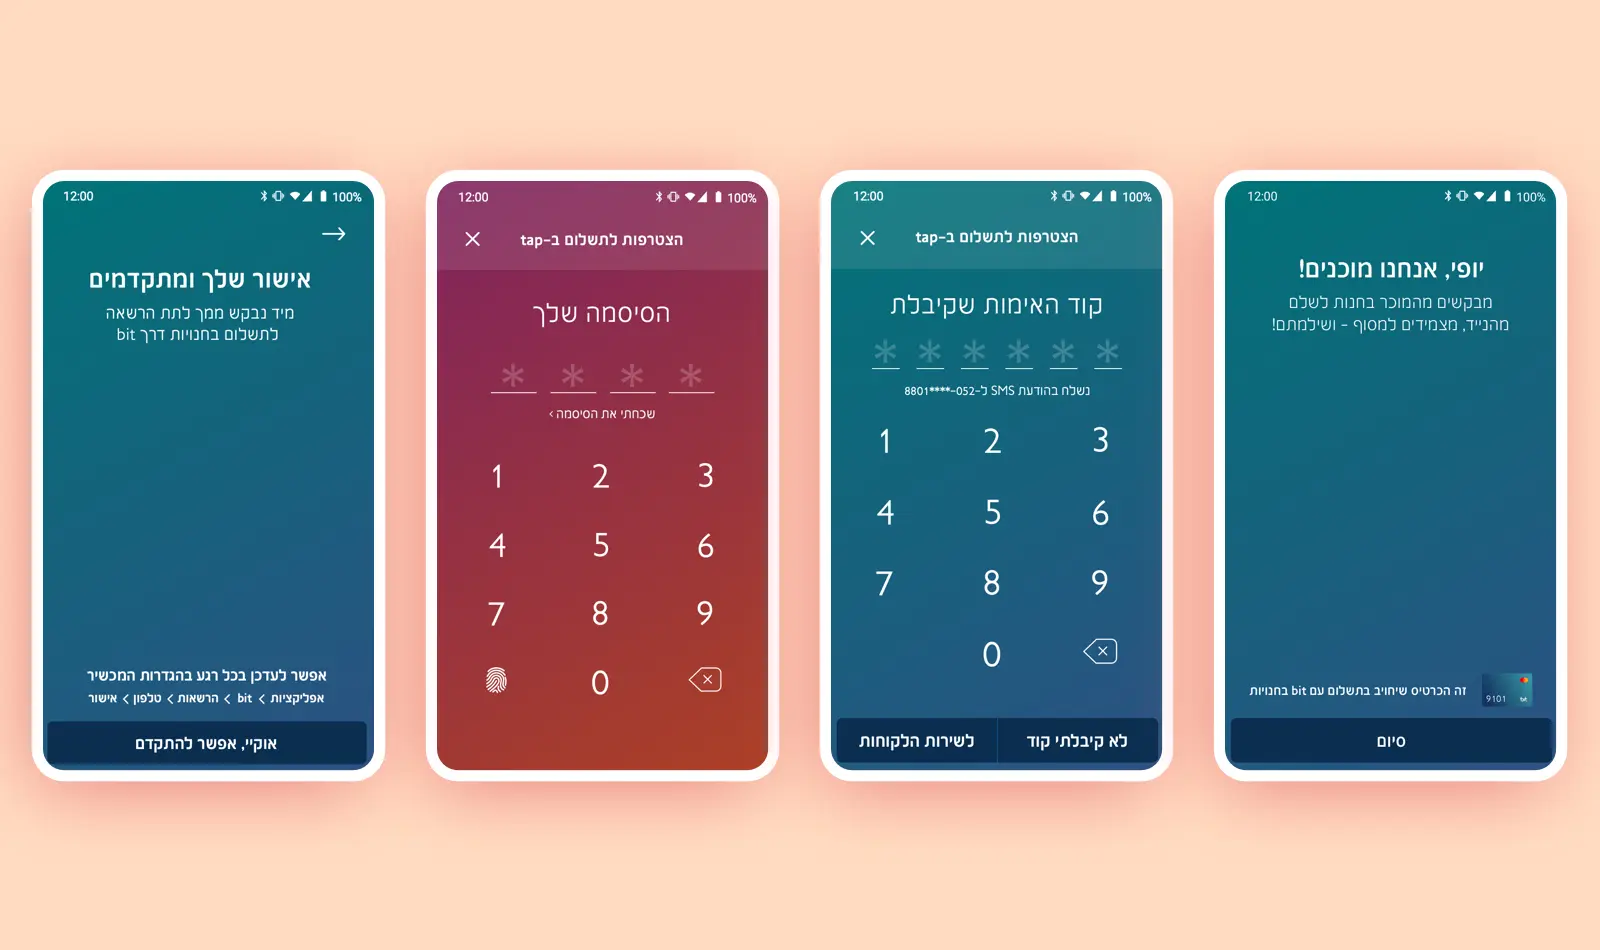 12:00
100%
אישור שלך ומתקדמים
מיד נבקש ממך לתת הרשאה
לתשלום בחנויות דרך bit
אפשר לעדכן בכל רגע בהגדרות המכשיר
אפליקציות > bit > הרשאות > טלפון > אישור
אוקיי, אפשר להתקדם
12:00
100%
הצטרפות לתשלום ב-tap
הסיסמה שלך
* * * *
שכחתי את הסיסמה >
1 2 3
4 5 6
7 8 9
0
12:00
100%
הצטרפות לתשלום ב-tap
קוד האימות שקיבלת
* * * * * *
נשלח בהודעת SMS ל-052-****8801
1 2 3
4 5 6
7 8 9
0
לא קיבלתי קוד
לשירות הלקוחות
12:00
100%
יופי, אנחנו מוכנים!
מבקשים מהמוכר בחנות לשלם
מהנייד, מצמידים למסוף - ושילמתם!
9101
bit
זה הכרטיס שיחויב בתשלום עם bit בחנויות
סיום